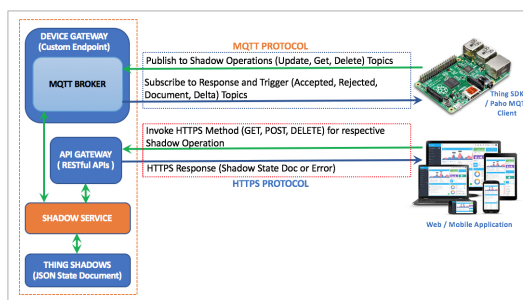 DEVICE GATEWAY
(Custom Endpoint)
MQTT BROKER
MQTT PROTOCOL
Publish to Shadow Operations (Update, Get, Delete) Topics
Subscribe to Response and Trigger (Accepted, Rejected,
Document, Delta) Topics
Thing SDK
/ Paho MQT
Client
Invoke HTTPS Method (GET, POST, DELETE) for respective
Shadow Operation
HTTPS Response (Shadow State Doc or Error)
HTTPS PROTOCOL
API GATEWAY
( RESTful APIs )
Web / Mobile Application
SHADOW SERVICE
THING SHADOWS
(JSON State Document)